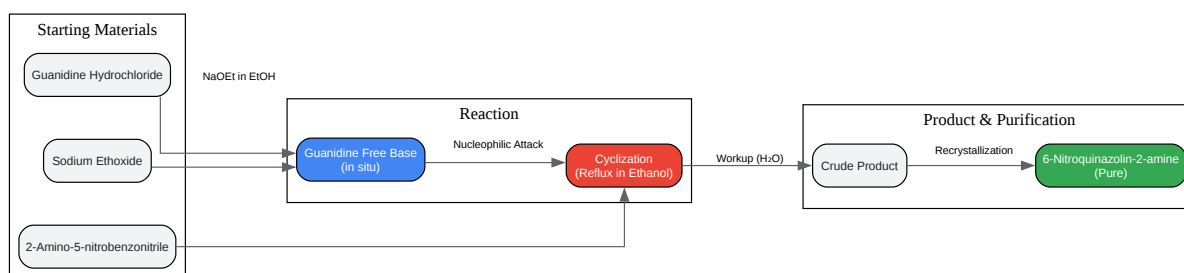 Starting Materials
Guanidine Hydrochloride
NaOEt in EtOH
Sodium Ethoxide
2-Amino-5-nitrobenzonitrile
Reaction
Guanidine Free Base
(in situ)
Nucleophilic Attack
Cyclization
(Reflux in Ethanol)
Workup (H₂O)
Product & Purification
Crude Product
Recrystallization
6-Nitroquinazolin-2-amine
(Pure)